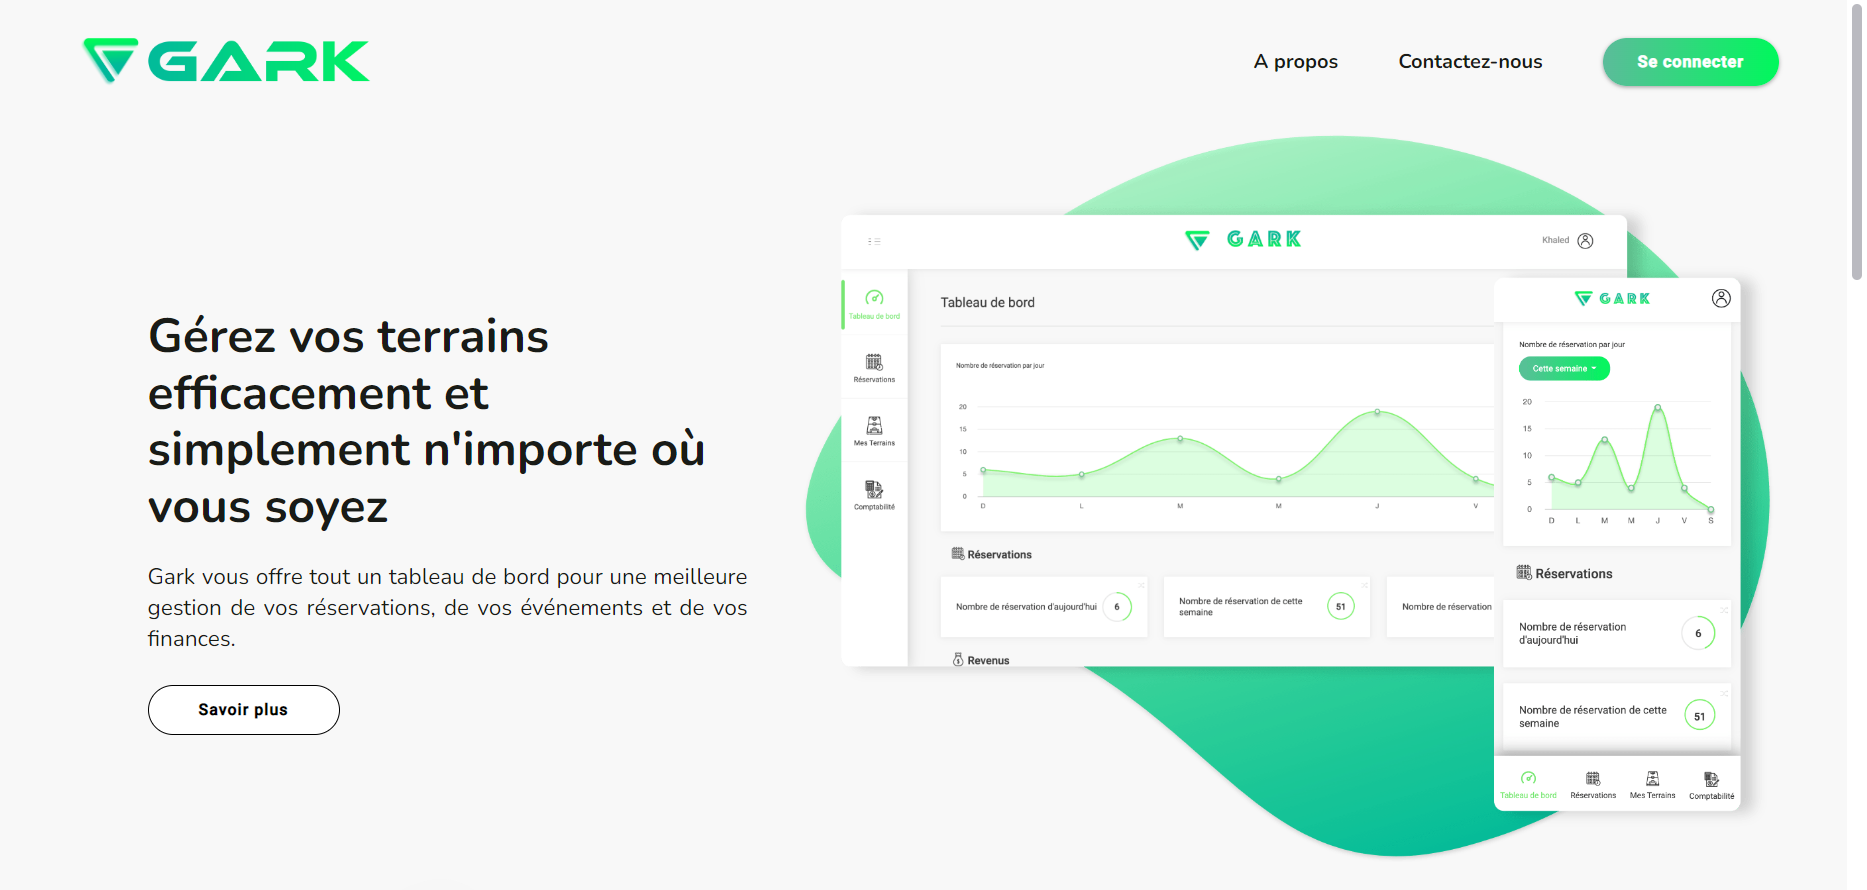 GARK
A propos
Contactez-nous
Se connecter
Gérez vos terrains
efficacement et
simplement n'importe où
vous soyez
Gark vous offre tout un tableau de bord pour une meilleure
gestion de vos réservations, de vos événements et de vos
finances.
Savoir plus
GARK
Khaled
Tableau de bord
Réservations
Mes Terrains
Comptabilité
Tableau de bord
Nombre de réservation par jour
20
15
10
5
0
D L M M J V
Réservations
Nombre de réservation d'aujourd'hui
6
Nombre de réservation de cette
semaine
51
Nombre de réservation
Revenus
GARK
Nombre de réservation par jour
Cette semaine
20
15
10
5
0
D L M M J V S
Réservations
Nombre de réservation
d'aujourd'hui
6
Nombre de réservation de cette
semaine
51
Tableau de bord
Réservations
Mes Terrains
Comptabilité